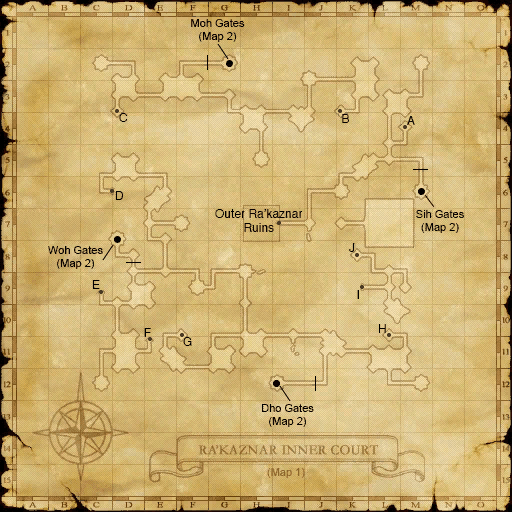 A B C D E F G H I J K L M N O
Moh Gates
(Map 2)
1
2
3
C
B
A
4
5
6
D
Outer Ra'kaznar
Ruins
Sih Gates
(Map 2)
7
Woh Gates
(Map 2)
J
8
E
I
9
10
F
G
H
11
12
Dho Gates
(Map 2)
13
14
RA'KAZNAR INNER COURT
(Map 1)
15
A B C D E F G H I J K L M N O